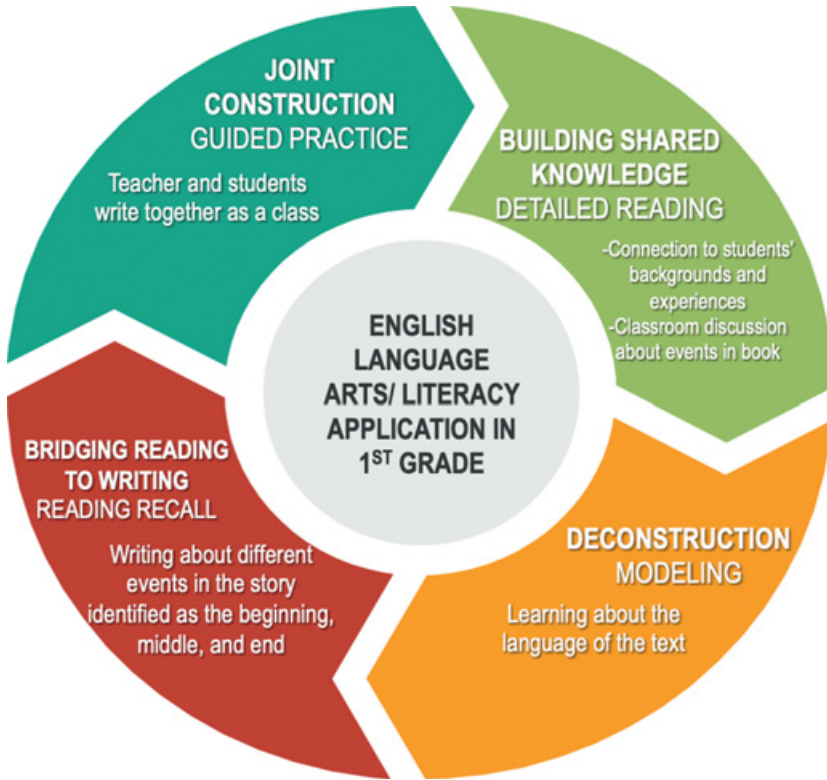 JOINT
CONSTRUCTION
GUIDED PRACTICE
Teacher and students
write together as a class
BUILDING SHARED
KNOWLEDGE
DETAILED READING
-Connection to students'
backgrounds and
experiences
-Classroom discussion
about events in book
ENGLISH
LANGUAGE
ARTS/ LITERACY
APPLICATION IN
1ST GRADE
BRIDGING READING
TO WRITING
READING RECALL
Writing about different
events in the story
identified as the beginning,
middle, and end
DECONSTRUCTION
MODELING
Learning about the
language of the text